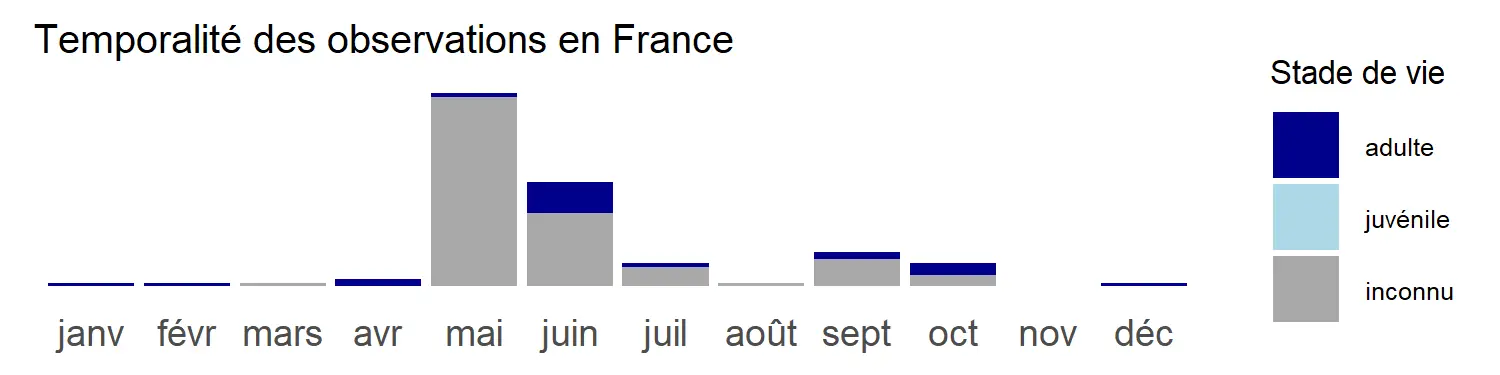 Temporalité des observations en France
Stade de vie
adulte
juvénile
inconnu
janv févr mars avr mai juin juil août sept oct nov déc